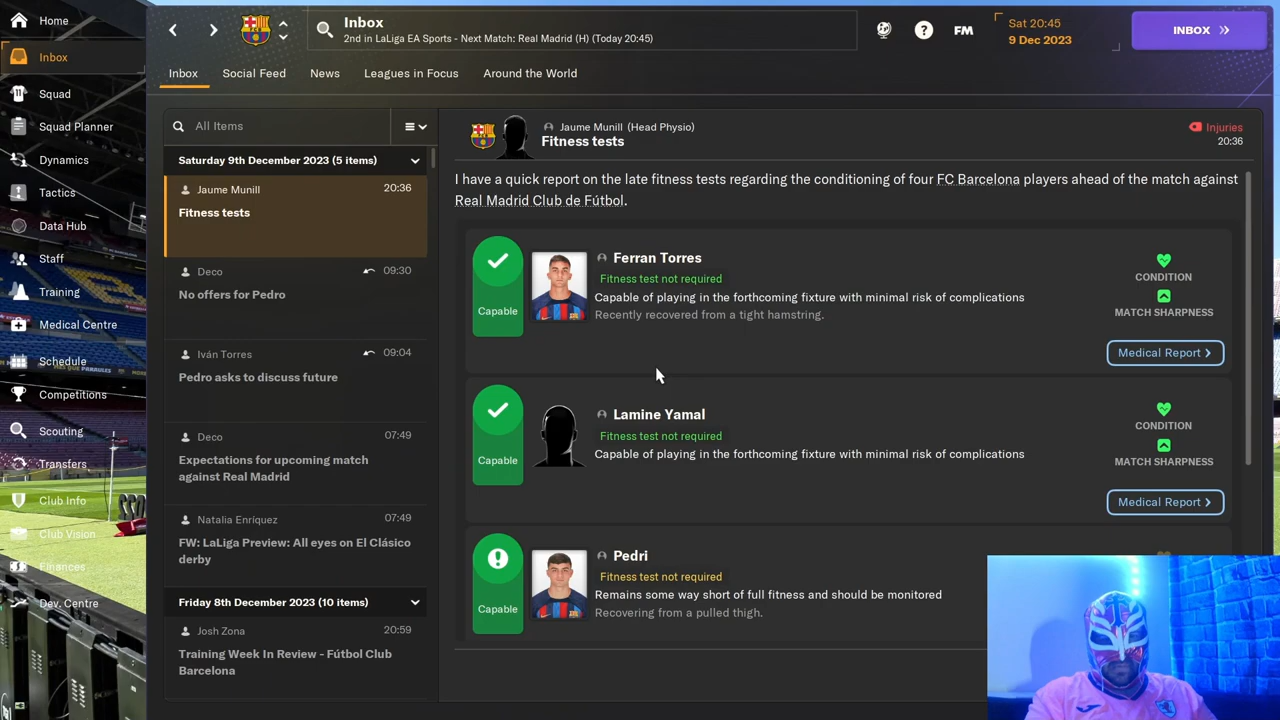 Home
Inbox
Squad
Squad Planner
Dynamics
Tactics
Data Hub
Staff
Training
Medical Centre
Schedule
Competitions
Scouting
Transfers
Club Info
Club Vision
Finances
Dev. Centre
Inbox
2nd in LaLiga EA Sports - Next Match: Real Madrid (H) (Today 20:45)
?
FM
Sat 20:45
9 Dec 2023
INBOX
Inbox
Social Feed
News
Leagues in Focus
Around the World
All Items
Saturday 9th December 2023 (5 items)
Jaume Munill 20:36
Fitness tests
Deco 09:30
No offers for Pedro
Iván Torres 09:04
Pedro asks to discuss future
Deco 07:49
Expectations for upcoming match
against Real Madrid
Natalia Enríquez 07:49
FW: LaLiga Preview: All eyes on El Clásico
derby
Friday 8th December 2023 (10 items)
Josh Zona 20:59
Training Week In Review - Fútbol Club
Barcelona
Jaume Munill (Head Physio)
Fitness tests
Injuries
20:36
I have a quick report on the late fitness tests regarding the conditioning of four FC Barcelona players ahead of the match against
Real Madrid Club de Fútbol.
Capable
Ferran Torres
Fitness test not required
Capable of playing in the forthcoming fixture with minimal risk of complications
Recently recovered from a tight hamstring.
CONDITION
MATCH SHARPNESS
Medical Report
Capable
Lamine Yamal
Fitness test not required
Capable of playing in the forthcoming fixture with minimal risk of complications
CONDITION
MATCH SHARPNESS
Medical Report
Capable
Pedri
Fitness test not required
Remains some way short of full fitness and should be monitored
Recovering from a pulled thigh.